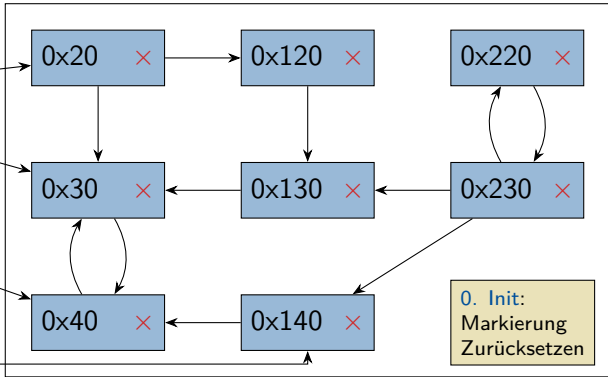 0x20 ×
0x120 ×
0x220 ×
0x30 ×
0x130 ×
0x230 ×
0x40 ×
0x140 ×
0. Init:
Markierung
Zurücksetzen